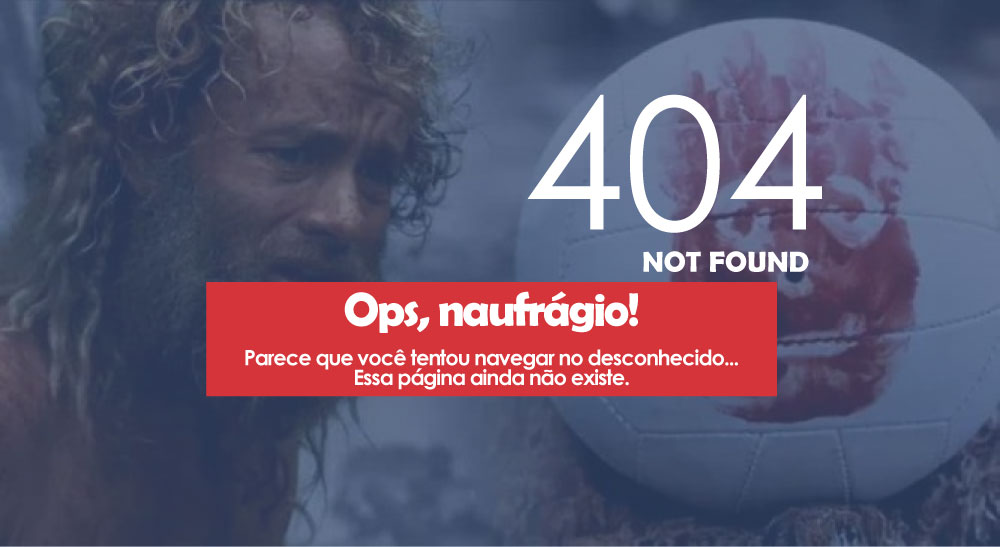 404
NOT FOUND
Ops, naufrágio!
Parece que você tentou navegar no desconhecido...
Essa página ainda não existe.